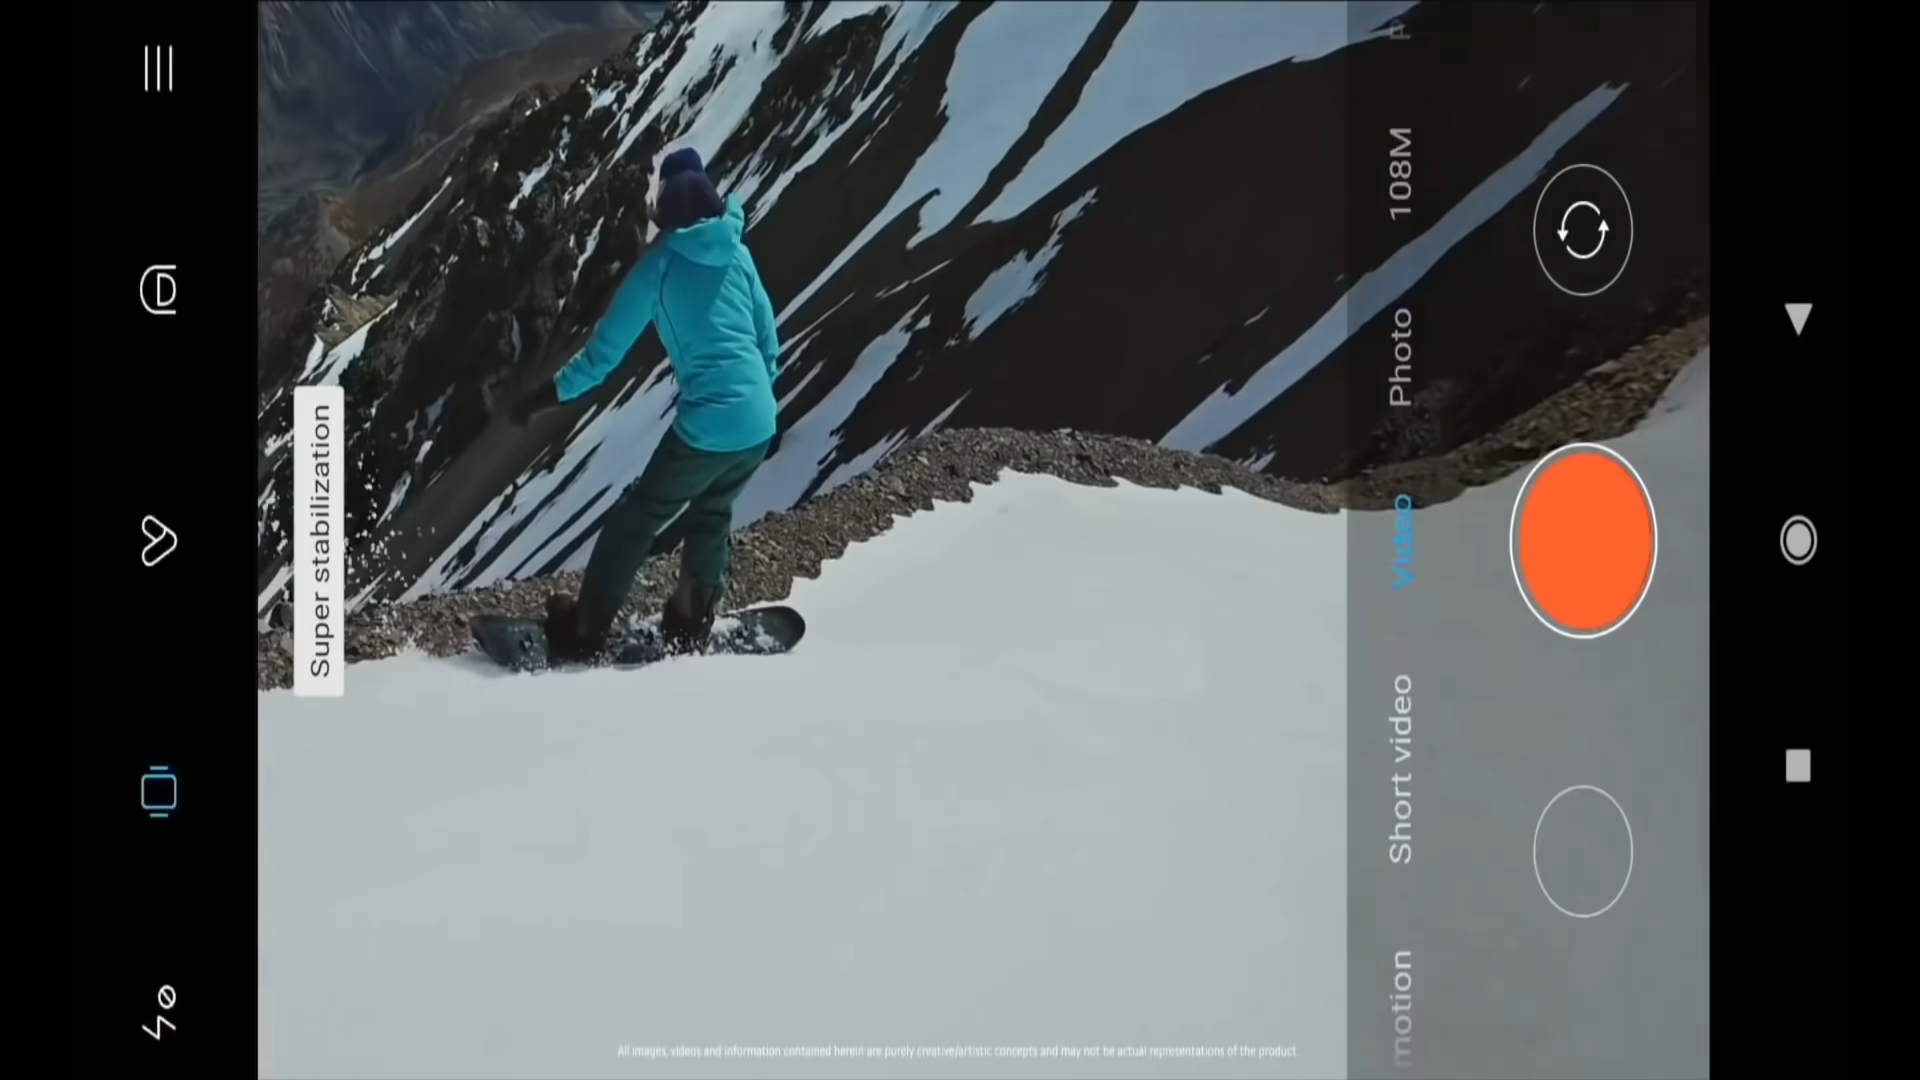 Super stabilization
108M
Photo
Video
Short video
motion
All images, videos and information contained herein are purely creative/artistic concepts and may not be actual representations of the product.